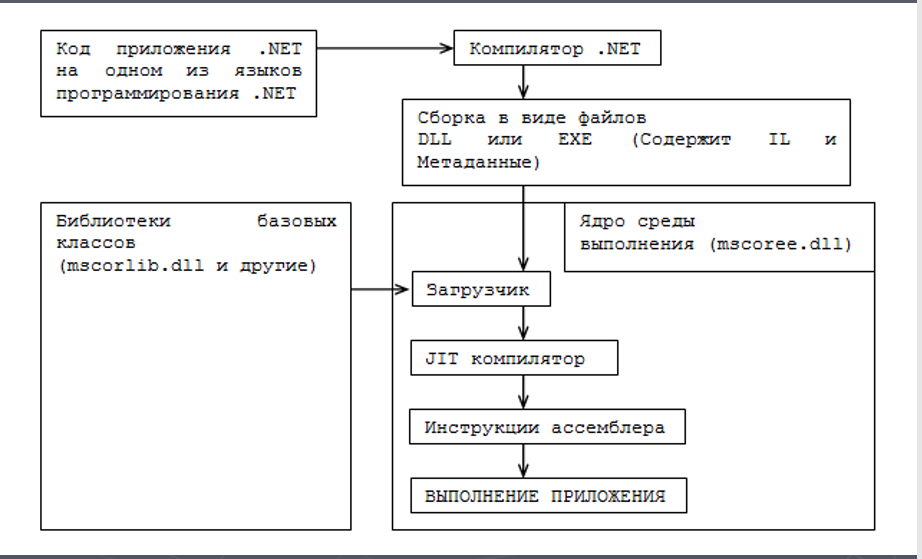 Код приложения .NET
на одном из языков
программирования .NET
Компилятор .NET
Сборка в виде файлов
DLL или EXE (Содержит IL и
Метаданные)
Библиотеки базовых
классов
(mscorlib.dll и другие)
Ядро среды
выполнения (mscoree.dll)
Загрузчик
JIT компилятор
Инструкции ассемблера
ВЫПОЛНЕНИЕ ПРИЛОЖЕНИЯ